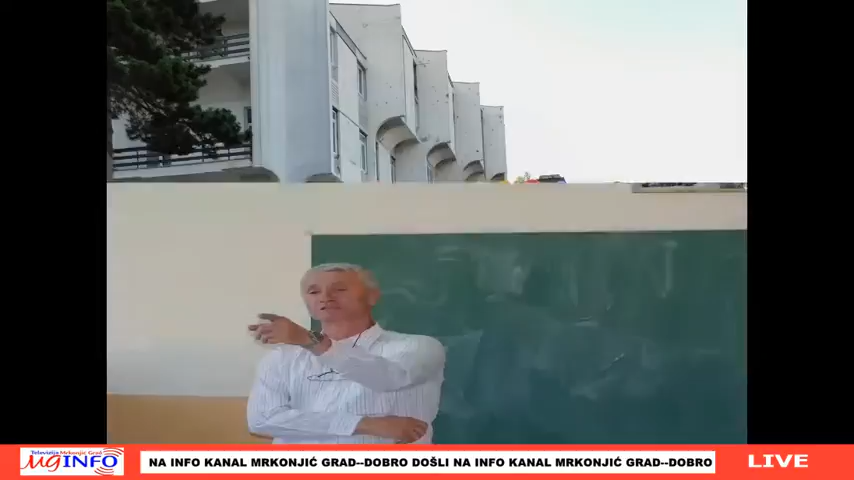 Televizija Mrkonjić Grad
MGINFO
NA INFO KANAL MRKONJIĆ GRAD--DOBRO DOŠLI NA INFO KANAL MRKONJIĆ GRAD--DOBRO
LIVE